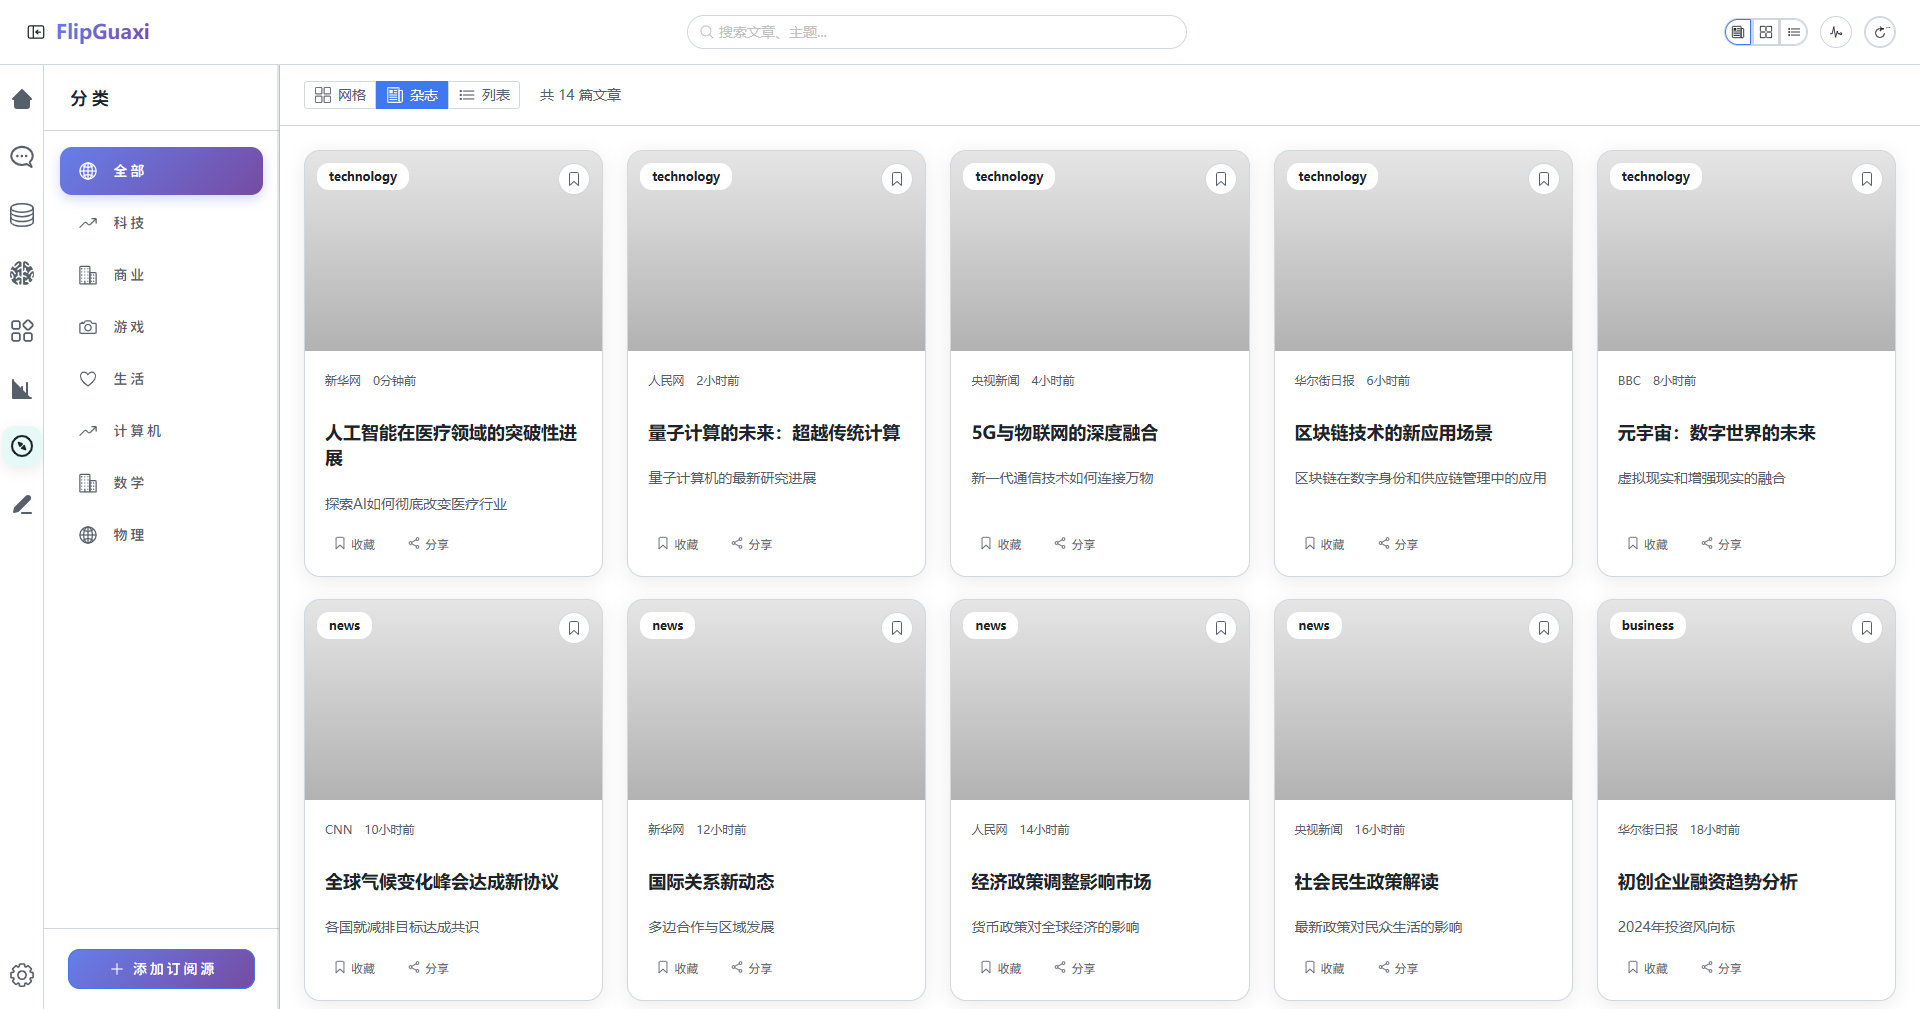 FlipGuaxi
搜索文章、主题...
分类
全部
科技
商业
游戏
生活
计算机
数学
物理
添加订阅源
网格
杂志
列表
共 14 篇文章
technology
新华网 0分钟前
人工智能在医疗领域的突破性进
展
探索AI如何彻底改变医疗行业
收藏 分享
technology
人民网 2小时前
量子计算的未来：超越传统计算
量子计算机的最新研究进展
收藏 分享
technology
央视新闻 4小时前
5G与物联网的深度融合
新一代通信技术如何连接万物
收藏 分享
technology
华尔街日报 6小时前
区块链技术的新应用场景
区块链在数字身份和供应链管理中的应用
收藏 分享
technology
BBC 8小时前
元宇宙：数字世界的未来
虚拟现实和增强现实的融合
收藏 分享
news
CNN 10小时前
全球气候变化峰会达成新协议
各国就减排目标达成共识
收藏 分享
news
新华网 12小时前
国际关系新动态
多边合作与区域发展
收藏 分享
news
人民网 14小时前
经济政策调整影响市场
货币政策对全球经济的影响
收藏 分享
news
央视新闻 16小时前
社会民生政策解读
最新政策对民众生活的影响
收藏 分享
business
华尔街日报 18小时前
初创企业融资趋势分析
2024年投资风向标
收藏 分享